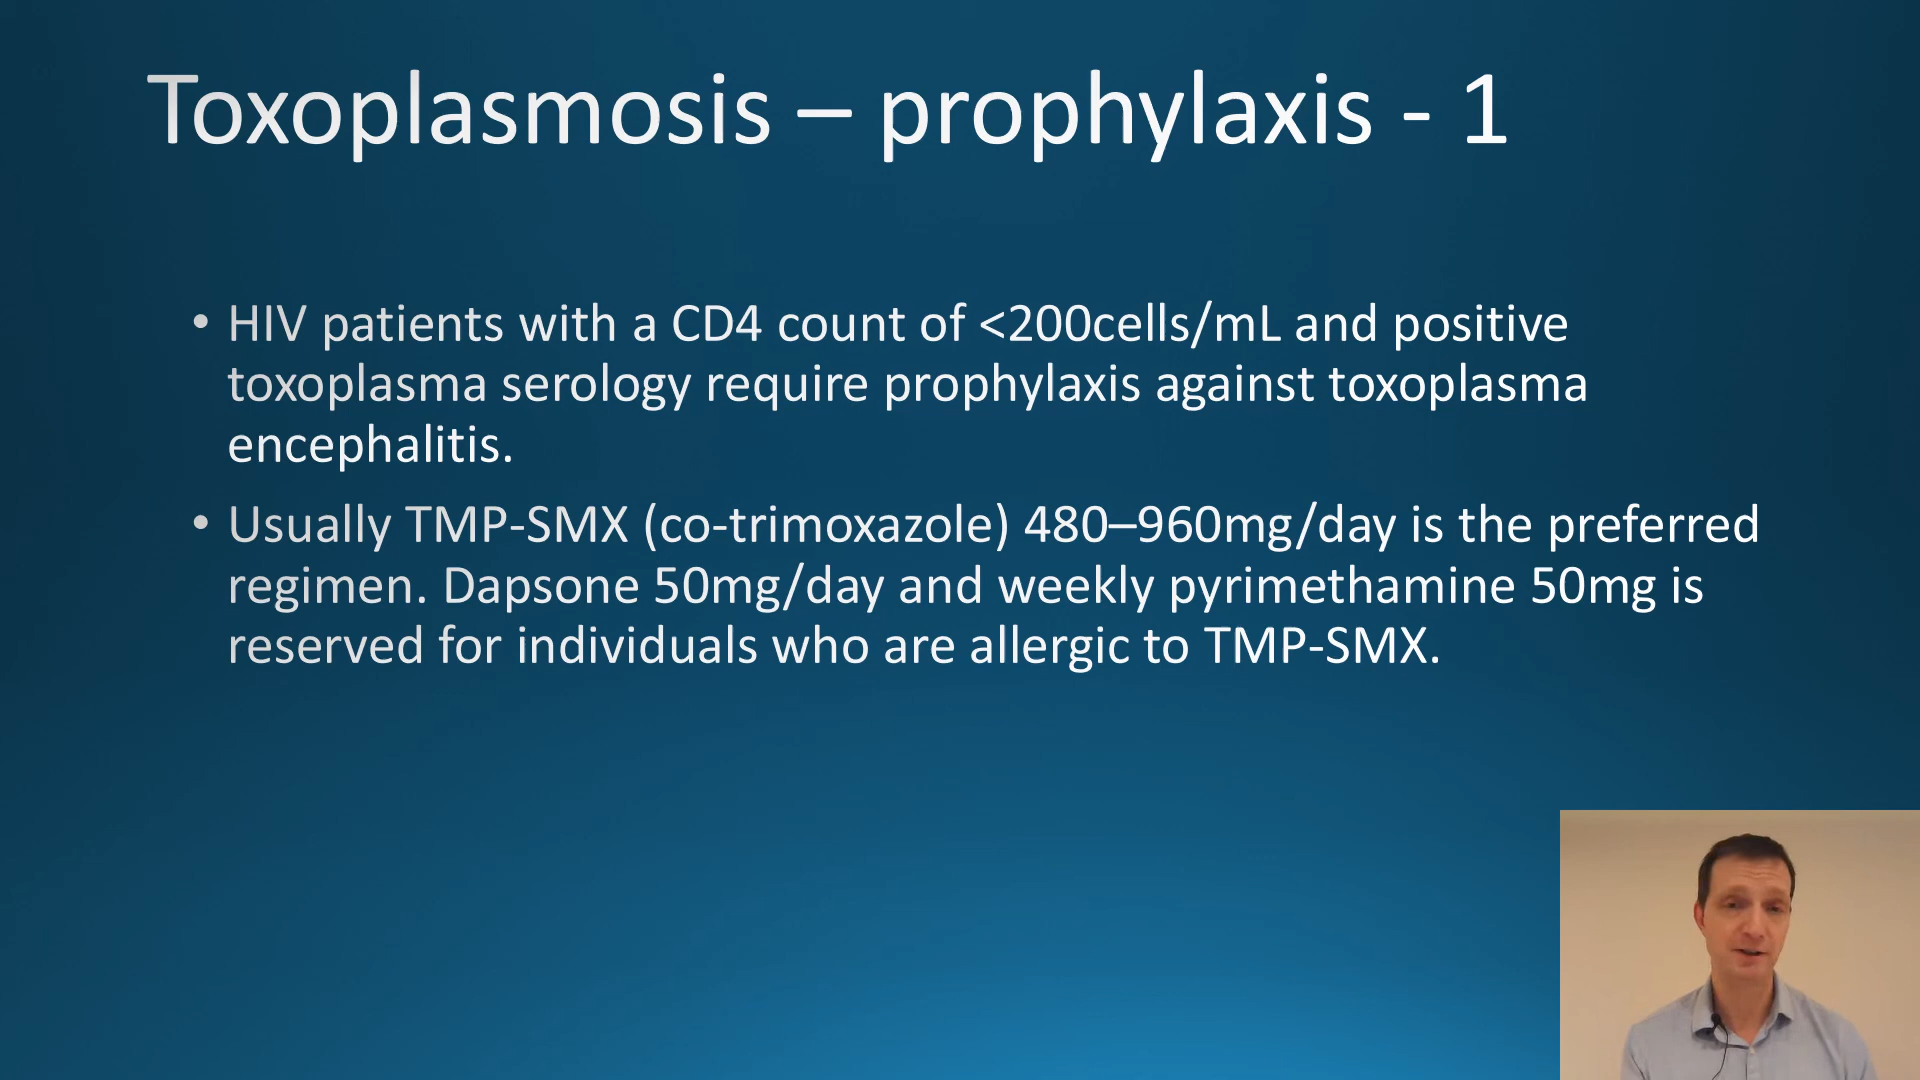 Toxoplasmosis – prophylaxis - 1
• HIV patients with a CD4 count of <200cells/mL and positive
toxoplasma serology require prophylaxis against toxoplasma
encephalitis.
• Usually TMP-SMX (co-trimoxazole) 480–960mg/day is the preferred
regimen. Dapsone 50mg/day and weekly pyrimethamine 50mg is
reserved for individuals who are allergic to TMP-SMX.